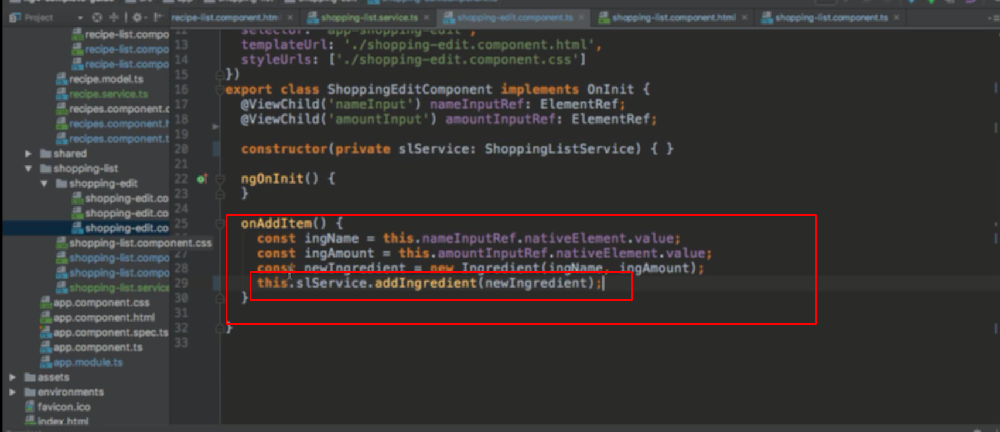 Project
recipe-list.component.htm
shopping-list.service.ts
shopping-edit.component.ts
shopping-list.component.html
shopping-list.component.ts
recipe-list.compo
recipe-list.compo
recipe-list.compo
recipe.model.ts
recipe.service.ts
recipes.component.c
recipes.component.h
recipes.component.t
shared
shopping-list
shopping-edit
shopping-edit.co
shopping-edit.co
shopping-edit.co
shopping-list.component.css
shopping-list.compo
shopping-list.compo
shopping-list.service
app.component.css
app.component.html
app.component.spec.ts
app.component.ts
app.module.ts
assets
environments
favicon.ico
index.html
12 selector: 'app-shopping-edit',
13 templateUrl: './shopping-edit.component.html',
14 styleUrls: ['./shopping-edit.component.css']
15 })
16 export class ShoppingEditComponent implements OnInit {
17 @ViewChild('nameInput') nameInputRef: ElementRef;
18 @ViewChild('amountInput') amountInputRef: ElementRef;
19
20 constructor(private slService: ShoppingListService) { }
21
22 ngOnInit() {
23 }
24
25 onAddItem() {
const ingName = this.nameInputRef.nativeElement.value;
27 const ingAmount = this.amountInputRef.nativeElement.value;
28 const newIngredient = new Ingredient(ingName, ingAmount);
29 this.slService.addIngredient(newIngredient);
30 }
31
32 }
33